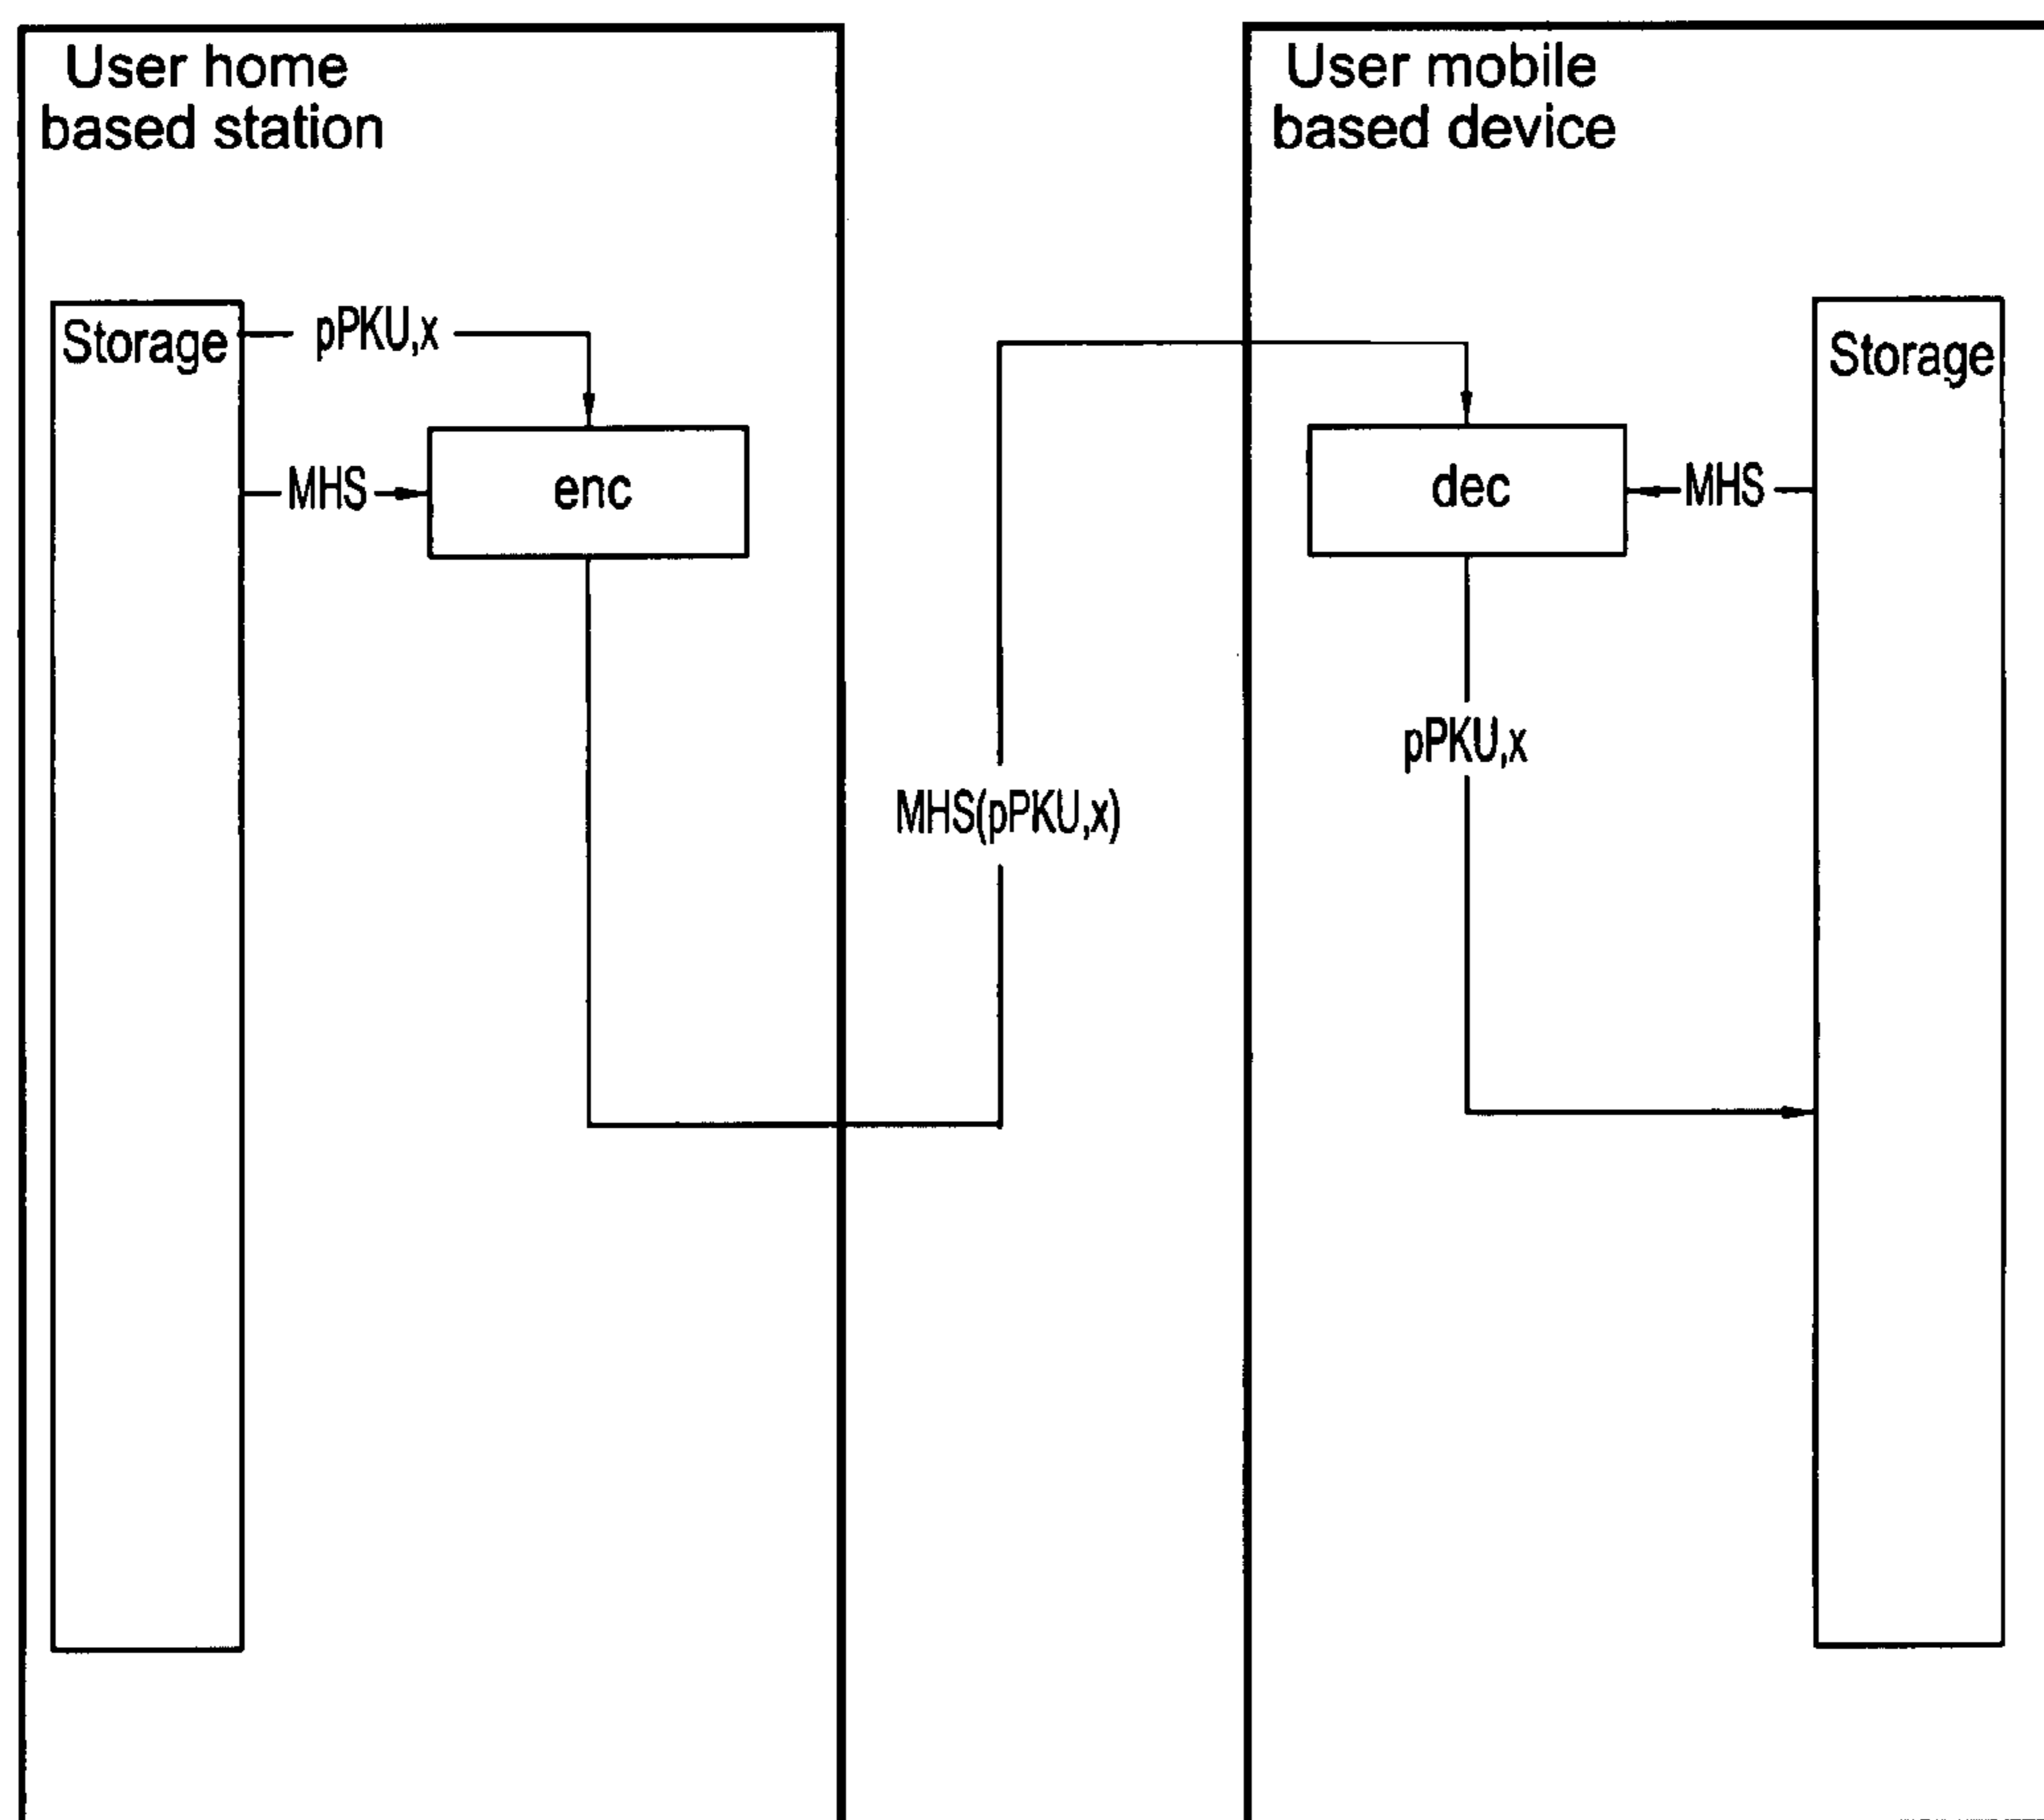 User home
based station
User mobile
based device
Storage
pPKU,x
MHS
enc
MHS(pPKU,x)
dec
MHS
Storage
pPKU,x